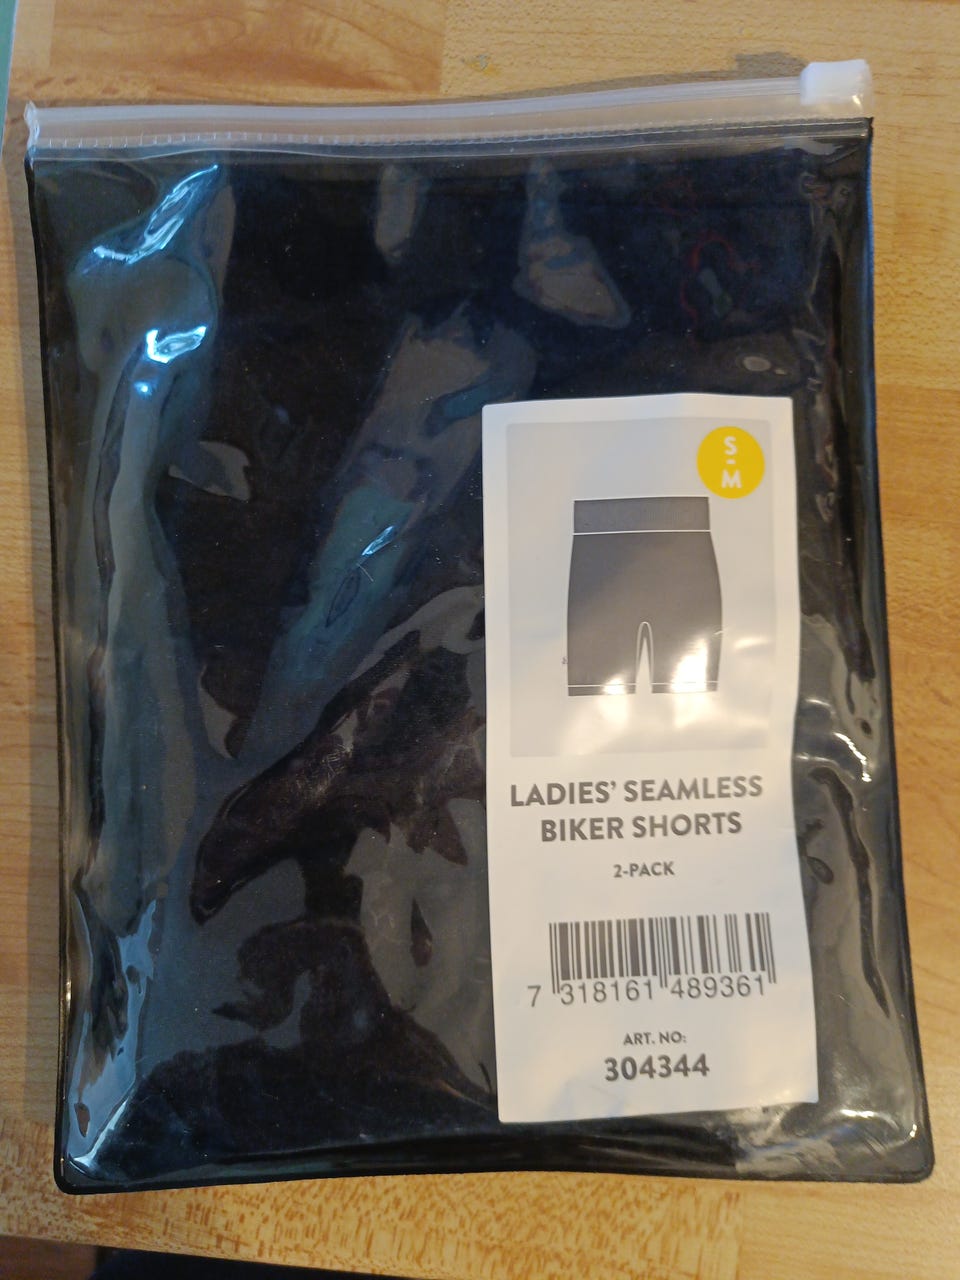 S
-
M
LADIES' SEAMLESS
BIKER SHORTS
2-PACK
7 318161 489361
ART. NO:
304344